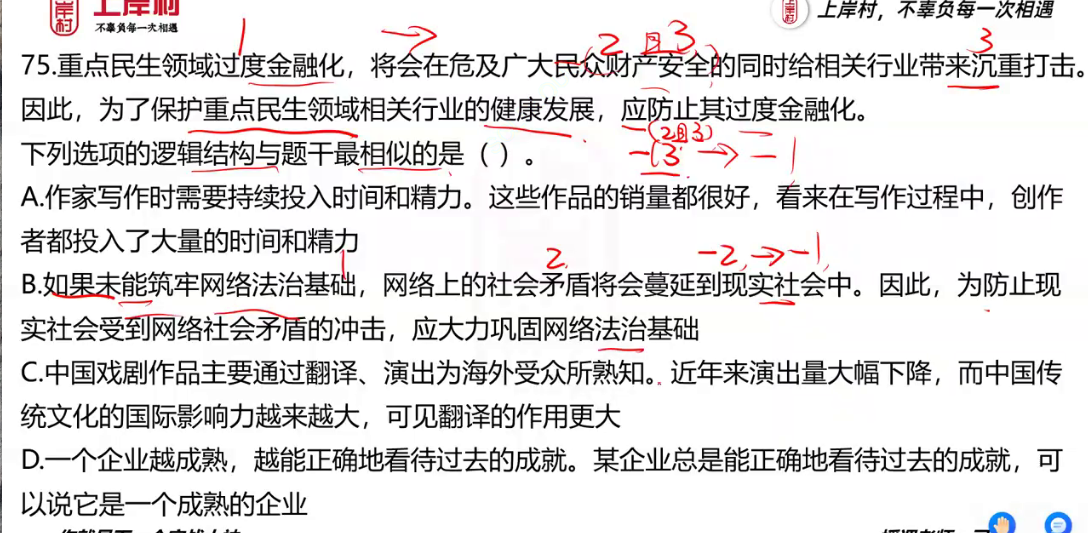 上岸村
不辜负每一次相遇
上岸村，不辜负每一次相遇
1 → (2且3) 3
75.重点民生领域过度金融化，将会在危及广大民众财产安全的同时给相关行业带来沉重打击。
因此，为了保护重点民生领域相关行业的健康发展，应防止其过度金融化。
-(2且3)
下列选项的逻辑结构与题干最相似的是（ ）。
-3 → -1
A.作家写作时需要持续投入时间和精力。这些作品的销量都很好，看来在写作过程中，创作
者都投入了大量的时间和精力
1 2 -2 → -1
B.如果未能筑牢网络法治基础，网络上的社会矛盾将会蔓延到现实社会中。因此，为防止现
实社会受到网络社会矛盾的冲击，应大力巩固网络法治基础
C.中国戏剧作品主要通过翻译、演出为海外受众所熟知。近年来演出量大幅下降，而中国传
统文化的国际影响力越来越大，可见翻译的作用更大
D.一个企业越成熟，越能正确地看待过去的成就。某企业总是能正确地看待过去的成就，可
以说它是一个成熟的企业